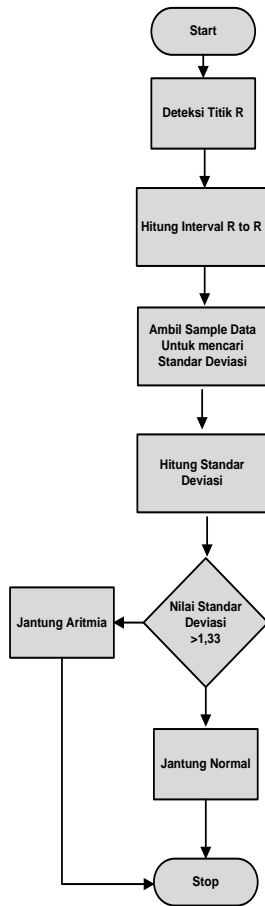 Start
Deteksi Titik R
Hitung Interval R to R
Ambil Sample Data
Untuk mencari
Standar Deviasi
Hitung Standar
Deviasi
Nilai Standar
Deviasi
>1,33
Jantung Aritmia
Jantung Normal
Stop